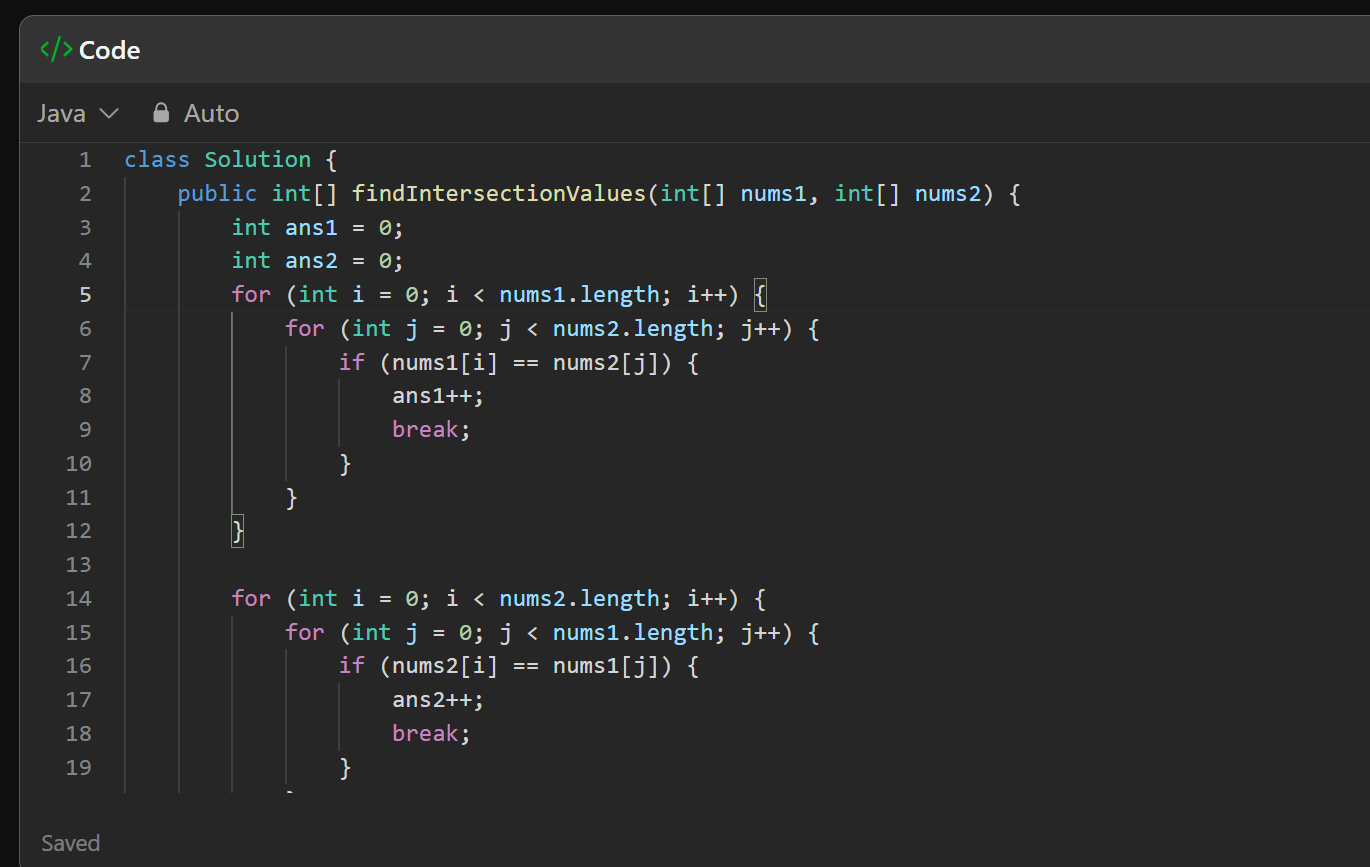 </> Code
Java Auto
1 class Solution {
2     public int[] findIntersectionValues(int[] nums1, int[] nums2) {
3         int ans1 = 0;
4         int ans2 = 0;
5         for (int i = 0; i < nums1.length; i++) {
6             for (int j = 0; j < nums2.length; j++) {
7                 if (nums1[i] == nums2[j]) {
8                     ans1++;
9                     break;
10                 }
11             }
12         }
13
14         for (int i = 0; i < nums2.length; i++) {
15             for (int j = 0; j < nums1.length; j++) {
16                 if (nums2[i] == nums1[j]) {
17                     ans2++;
18                     break;
19                 }
Saved